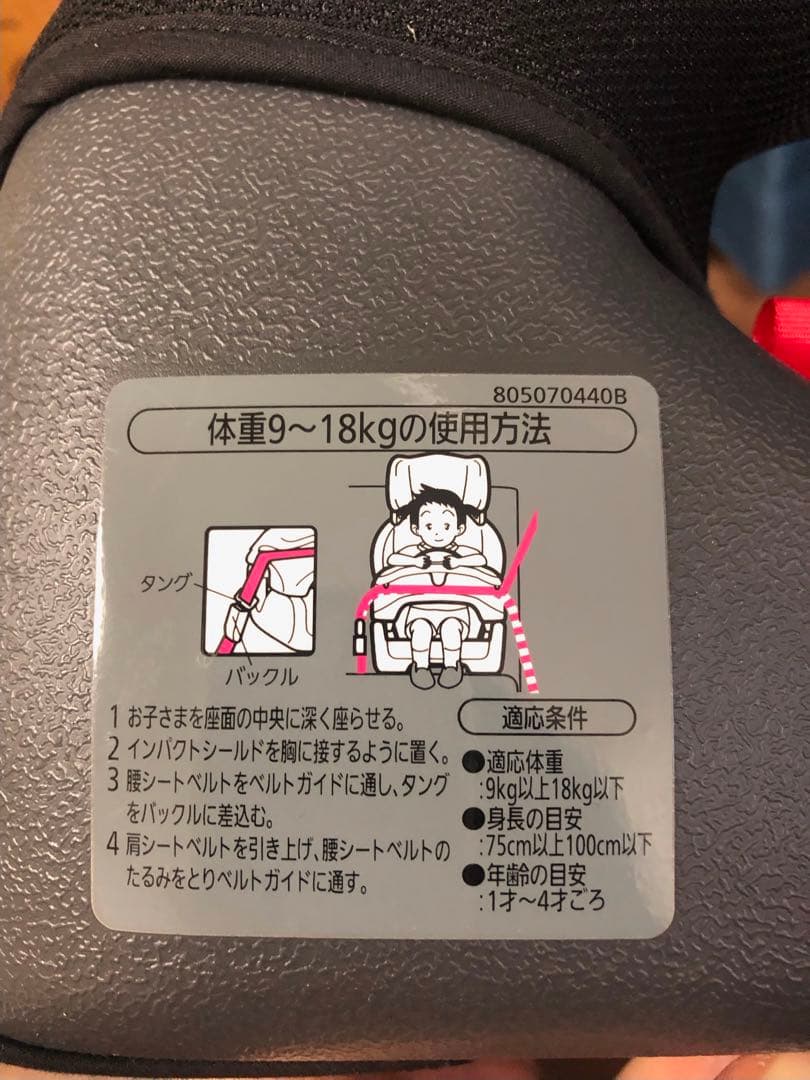 805070440B
体重9～18kgの使用方法
タング
バックル
1 お子さまを座面の中央に深く座らせる。
2 インパクトシールドを胸に接するように置く。
3 腰シートベルトをベルトガイドに通し、タング
をバックルに差込む。
4 肩シートベルトを引き上げ、腰シートベルトの
たるみをとりベルトガイドに通す。
適応条件
●適応体重
:9kg以上18kg以下
●身長の目安
:75cm以上100cm以下
●年齢の目安
:1才～4才ごろ